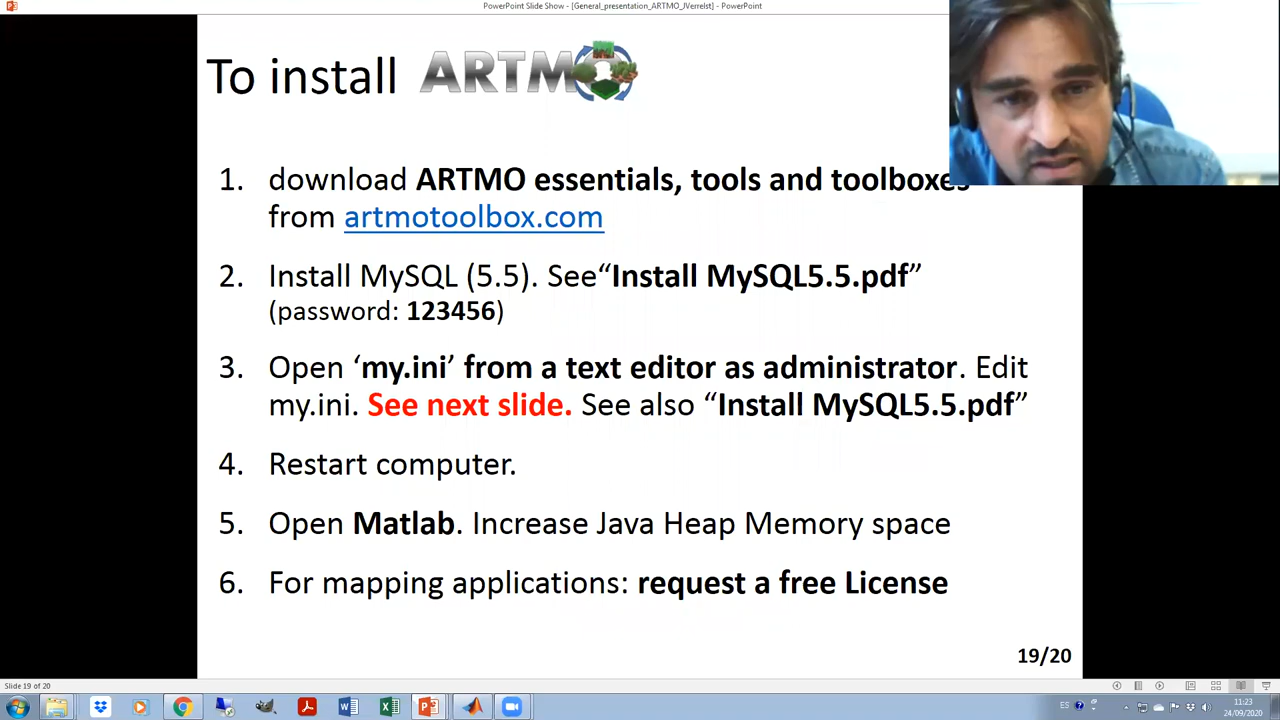 PowerPoint Slide Show - [General_presentation_ARTMO_JVerrelst] - PowerPoint
To install ARTMO
1. download ARTMO essentials, tools and toolboxes
from artmotoolbox.com
2. Install MySQL (5.5). See“Install MySQL5.5.pdf”
(password: 123456)
3. Open ‘my.ini’ from a text editor as administrator. Edit
my.ini. See next slide. See also “Install MySQL5.5.pdf”
4. Restart computer.
5. Open Matlab. Increase Java Heap Memory space
6. For mapping applications: request a free License
19/20
Slide 19 of 20
ES
11:23
24/09/2020